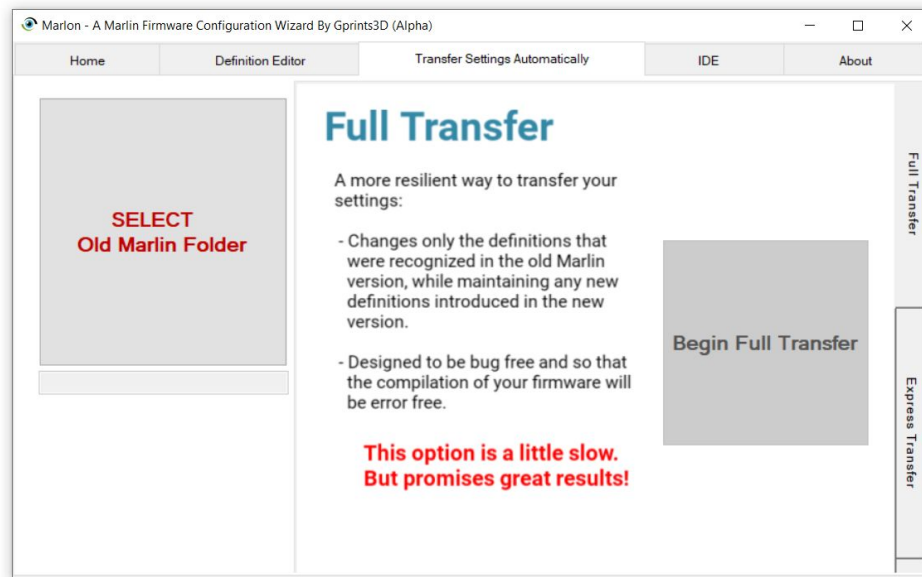 Marlon - A Marlin Firmware Configuration Wizard By Gprints3D (Alpha)
Home
Definition Editor
Transfer Settings Automatically
IDE
About
SELECT
Old Marlin Folder
Full Transfer
A more resilient way to transfer your
settings:
- Changes only the definitions that
were recognized in the old Marlin
version, while maintaining any new
definitions introduced in the new
version.
- Designed to be bug free and so that
the compilation of your firmware will
be error free.
This option is a little slow.
But promises great results!
Begin Full Transfer
Full Transfer
Express Transfer